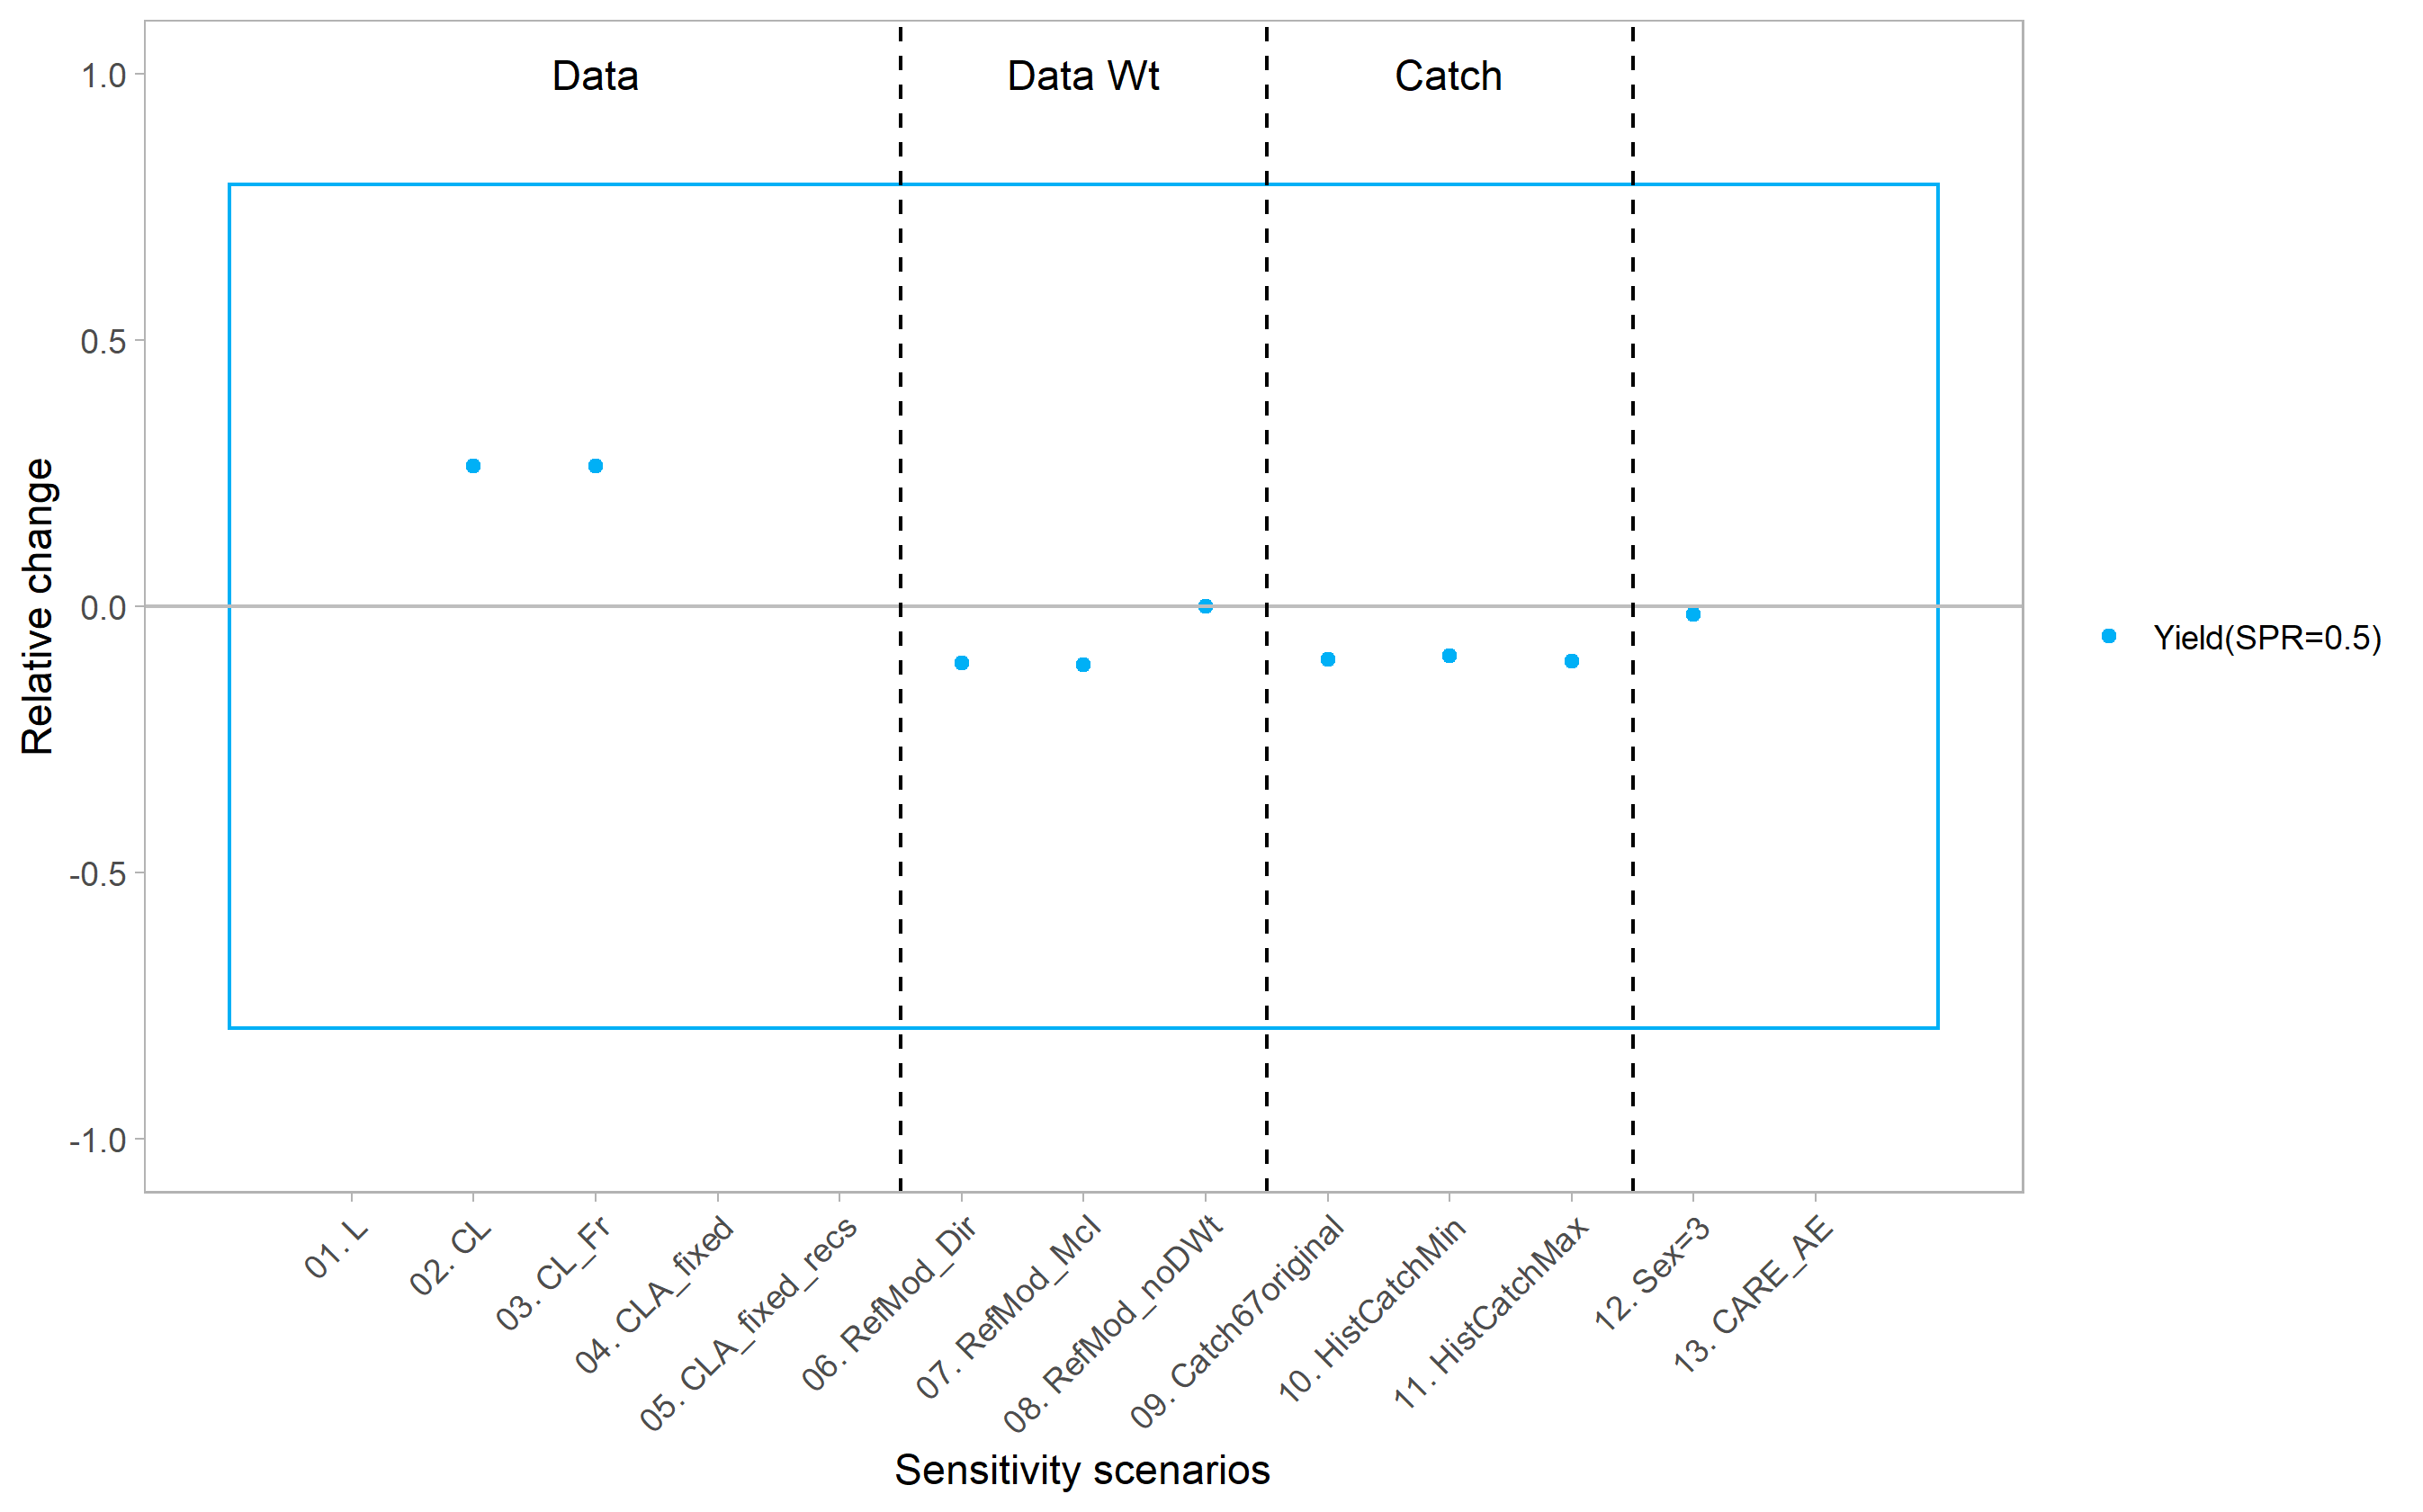 Data
Data Wt
Catch
1.0
0.5
0.0
-0.5
-1.0
Relative change
Yield(SPR=0.5)
01. L
02. CL
03. CL_Fr
04. CLA_fixed
05. CLA_fixed_recs
06. RefMod_Dir
07. RefMod_McI
08. RefMod_noDWt
09. Catch67original
10. HistCatchMin
11. HistCatchMax
12. Sex=3
13. CARE_AE
Sensitivity scenarios